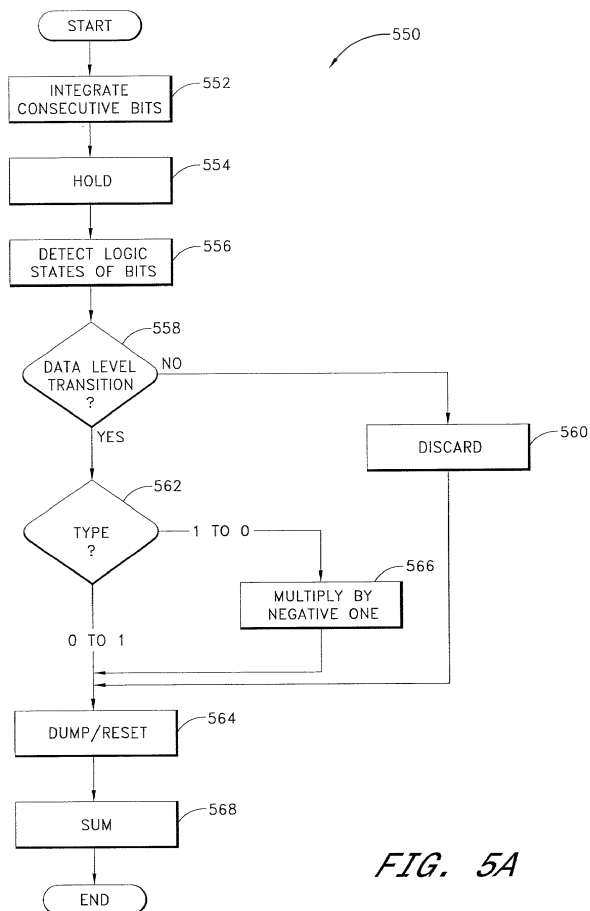 START
550
552
INTEGRATE
CONSECUTIVE BITS
554
HOLD
556
DETECT LOGIC
STATES OF BITS
558
DATA LEVEL
TRANSITION
?
NO
YES
DISCARD
560
562
TYPE
?
1 TO 0
566
MULTIPLY BY
NEGATIVE ONE
0 TO 1
DUMP/RESET
564
SUM
568
END
FIG. 5A